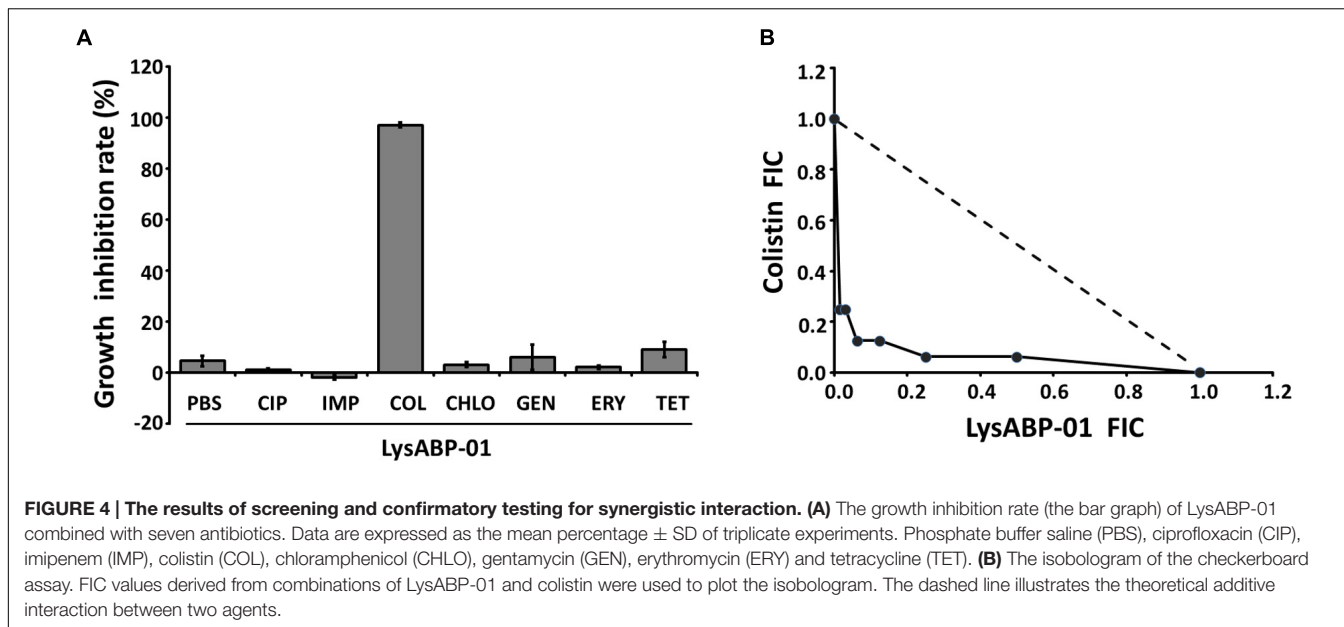 A
Growth inhibition rate (%)
120
100
80
60
40
20
0
-20
PBS CIP IMP COL CHLO GEN ERY TET
LysABP-01
B
Colistin FIC
1.2
1.0
0.8
0.6
0.4
0.2
0.0
0.0 0.2 0.4 0.6 0.8 1.0 1.2
LysABP-01 FIC
FIGURE 4 | The results of screening and confirmatory testing for synergistic interaction. (A) The growth inhibition rate (the bar graph) of LysABP-01
combined with seven antibiotics. Data are expressed as the mean percentage ± SD of triplicate experiments. Phosphate buffer saline (PBS), ciprofloxacin (CIP),
imipenem (IMP), colistin (COL), chloramphenicol (CHLO), gentamycin (GEN), erythromycin (ERY) and tetracycline (TET). (B) The isobologram of the checkerboard
assay. FIC values derived from combinations of LysABP-01 and colistin were used to plot the isobologram. The dashed line illustrates the theoretical additive
interaction between two agents.